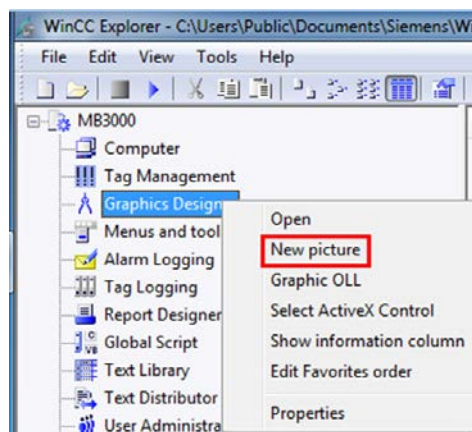 WinCC Explorer - C:\Users\Public\Documents\Siemens\Wi
File Edit View Tools Help
MB3000
Computer
Tag Management
Graphics Design
Menus and tool
Alarm Logging
Tag Logging
Report Designer
Global Script
Text Library
Text Distributor
User Administra
Open
New picture
Graphic OLL
Select ActiveX Control
Show information column
Edit Favorites order
Properties